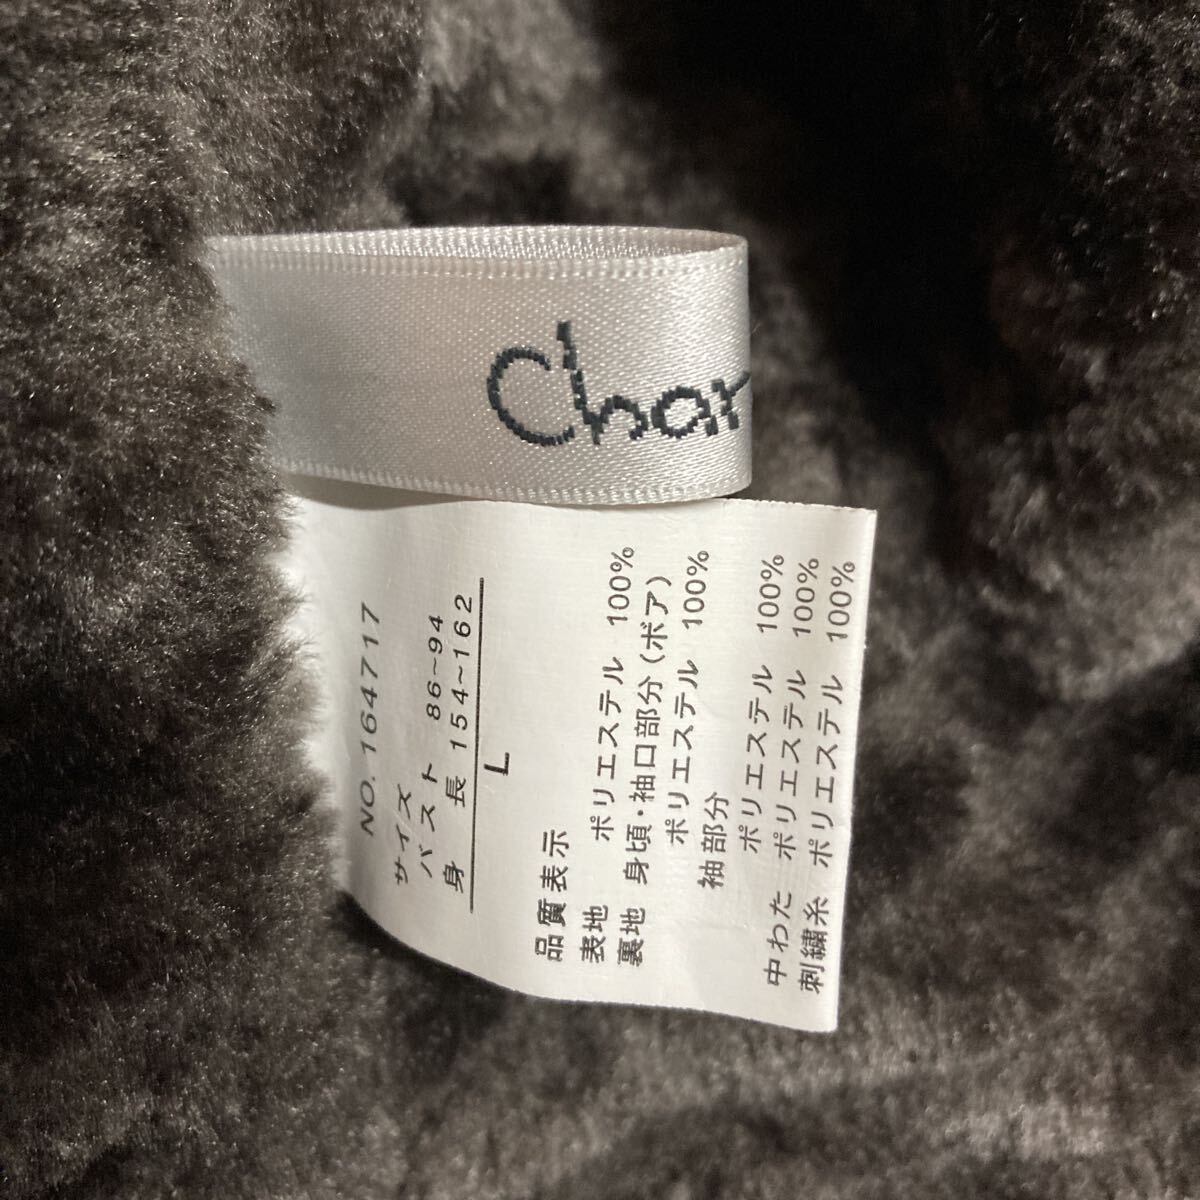 Char
NO. 164717
サイズ
バスト 86~94
身 長 154~162
L
品質表示
表地 ポリエステル 100%
裏地 身頃・袖口部分(ボア)
ポリエステル 100%
袖部分
ポリエステル 100%
中わた ポリエステル 100%
刺繍糸 ポリエステル 100%